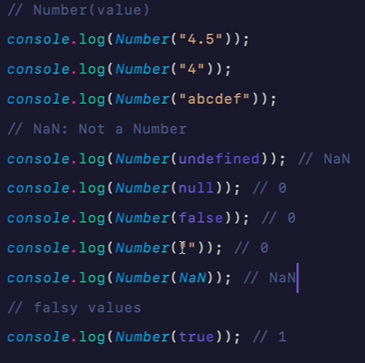 // Number(value)
console.log(Number("4.5"));
console.log(Number("4"));
console.log(Number("abcdef"));
// NaN: Not a Number
console.log(Number(undefined)); // NaN
console.log(Number(null)); // 0
console.log(Number(false)); // 0
console.log(Number("")); // 0
console.log(Number(NaN)); // NaN
// falsy values
console.log(Number(true)); // 1